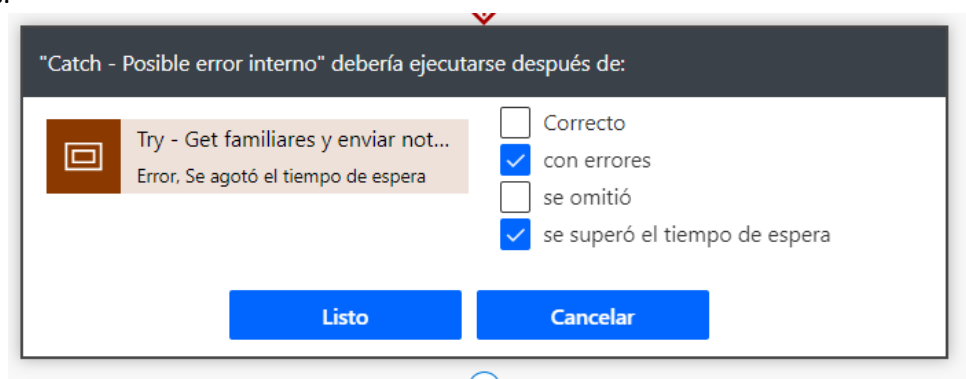 "Catch - Posible error interno" debería ejecutarse después de:
Try - Get familiares y enviar not...
Error, Se agotó el tiempo de espera
Correcto
con errores
se omitió
se superó el tiempo de espera
Listo
Cancelar